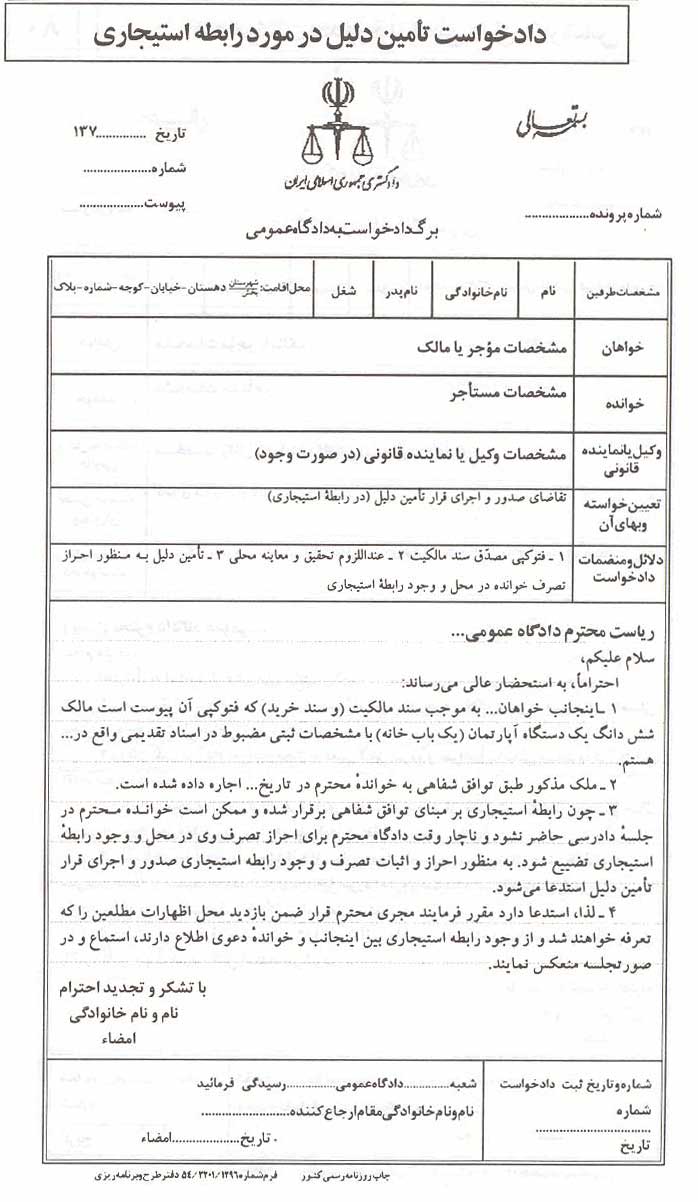 دادخواست تأمین دلیل در مورد رابطه استیجاری
بسمه تعالی
دادگستری جمهوری اسلامی ایران
تاریخ ..............۱۳۷
شماره....................
پیوست...................
شماره پرونده...................
برگ دادخواست به دادگاه عمومی
مشخصات طرفین
نام
نام خانوادگی
نام پدر
شغل
محل اقامت: شهرستان بخش دهستان-خیابان-کوچه-شماره-پلاک
خواهان
مشخصات مؤجر یا مالک
خوانده
مشخصات مستأجر
وکیل یا نماینده قانونی
مشخصات وکیل یا نماینده قانونی (در صورت وجود)
تعیین خواسته وبهای آن
تقاضای صدور و اجرای قرار تأمین دلیل (در رابطهٔ استیجاری)
دلائل ومنضمات دادخواست
۱ ـ فتوکپی مصدّق سند مالکیت ۲ ـ عنداللزوم تحقیق و معاینه محلی ۳ ـ تأمین دلیل بـه منظور احراز
تصرف خوانده در محل و وجود رابطهٔ استیجاری
ریاست محترم دادگاه عمومی...
سلام علیکم،
احتراماً، به استحضار عالی می‌رساند:
۱ ـ اینجانب خواهان... به موجب سند مالکیت (و سند خرید) که فتوکپی آن پیوست است مالک
شش دانگ یک دستگاه آپارتمان (یک باب خانه) با مشخصات ثبتی مضبوط در اسناد تقدیمی واقع در...
هستم.
۲ ـ ملک مذکور طبق توافق شفاهی به خواندهٔ محترم در تاریخ... اجاره داده شده است.
۳ ـ چون رابطهٔ استیجاری بر مبنای توافق شفاهی برقرار شده و ممکن است خوانـده محـترم در
جلسهٔ دادرسی حاضر نشود و ناچار وقت دادگاه محترم برای احراز تصرف وی در محل و وجود رابطهٔ
استیجاری تضییع شود. به منظور احراز و اثبات تصرف و وجود رابطه استیجاری صدور و اجرای قرار
تأمین دلیل استدعا می‌شود.
۴ ـ لذا، استدعا دارد مقرر فرمایند مجری محترم قرار ضمن بازدید محل اظهارات مطلعین را که
تعرفه خواهند شد و از وجود رابطه استیجاری بین اینجانب و خواندهٔ دعوی اطلاع دارند، استماع و در
صورتجلسه منعکس نمایند.
با تشکر و تجدید احترام
نام و نام خانوادگی
امضاء
شماره و تاریخ ثبت دادخواست
شماره
..............................
تاریخ
شعبه..............دادگاه عمومی..............رسیدگی فرمائید
نام ونام خانوادگی مقام ارجاع کننده.........................
تاریخ....................امضاء
چاپ روزنامه رسمی کشور فرم شماره ۵۴/۳۲۰۱/۱۲۹۶ دفتر طرح و برنامه ریزی